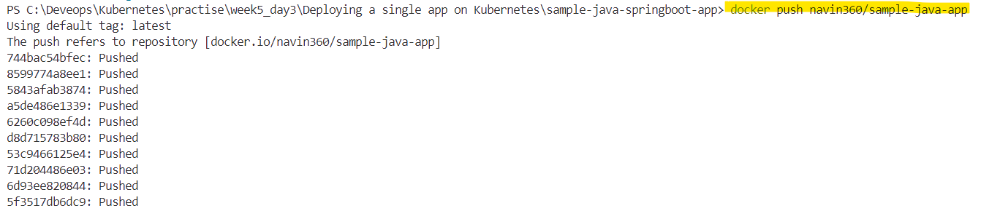 PS C:\Deveops\Kubernetes\practise\week5_day3\Deploying a single app on Kubernetes\sample-java-springboot-app> docker push navin360/sample-java-app
Using default tag: latest
The push refers to repository [docker.io/navin360/sample-java-app]
744bac54bfec: Pushed
8599774a8ee1: Pushed
5843afab3874: Pushed
a5de486e1339: Pushed
6260c098ef4d: Pushed
d8d715783b80: Pushed
53c9466125e4: Pushed
71d204486e03: Pushed
6d93ee820844: Pushed
5f3517db6dc9: Pushed